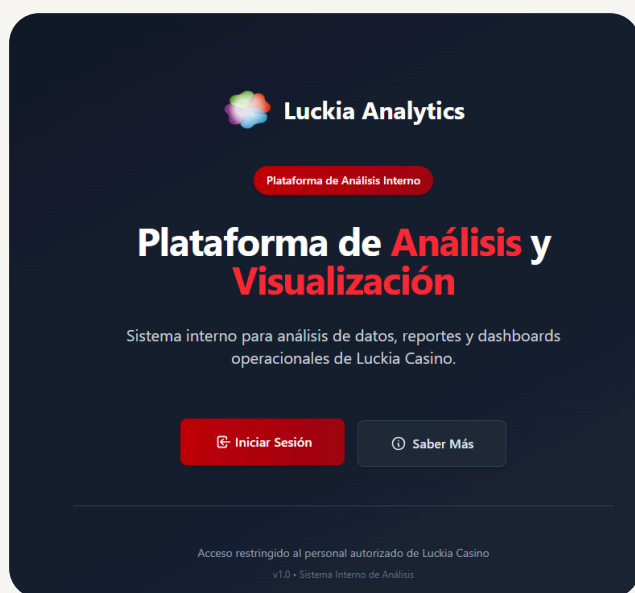 Luckia Analytics
Plataforma de Análisis Interno
Plataforma de Análisis y
Visualización
Sistema interno para análisis de datos, reportes y dashboards
operacionales de Luckia Casino.
Iniciar Sesión
Saber Más
Acceso restringido al personal autorizado de Luckia Casino
v1.0 • Sistema Interno de Análisis